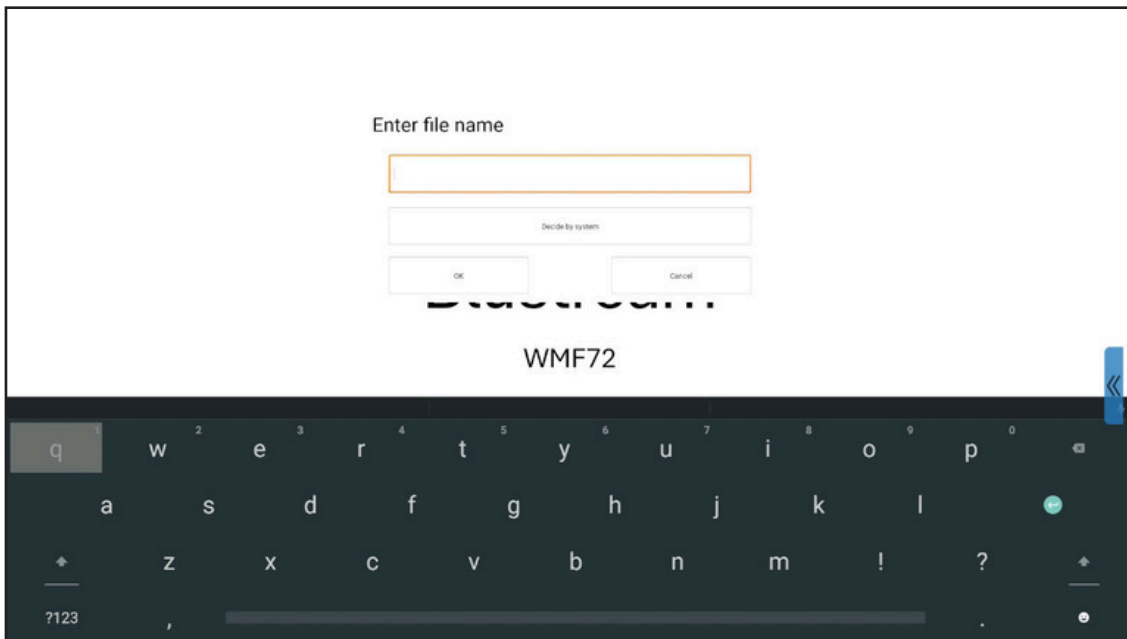 Enter file name
Decide by system
OK Cancel
WMF72
q 1 w 2 e 3 r 4 t 5 y 6 u 7 i 8 o 9 p 0
a s d f g h j k l
z x c v b n m ! ?
?123 , .